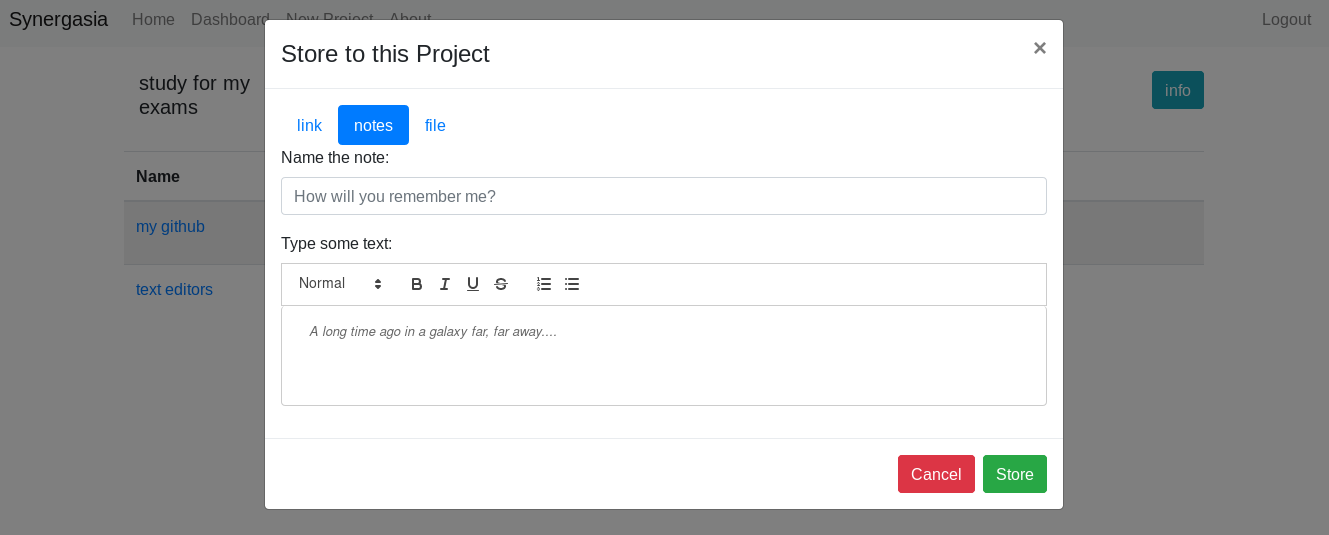 Synergasia Home Dashboard New Project About Logout
Store to this Project ×
study for my
exams
info
link notes file
Name the note:
Name
How will you remember me?
my github
Type some text:
Normal B I U S
text editors
A long time ago in a galaxy far, far away....
Cancel Store